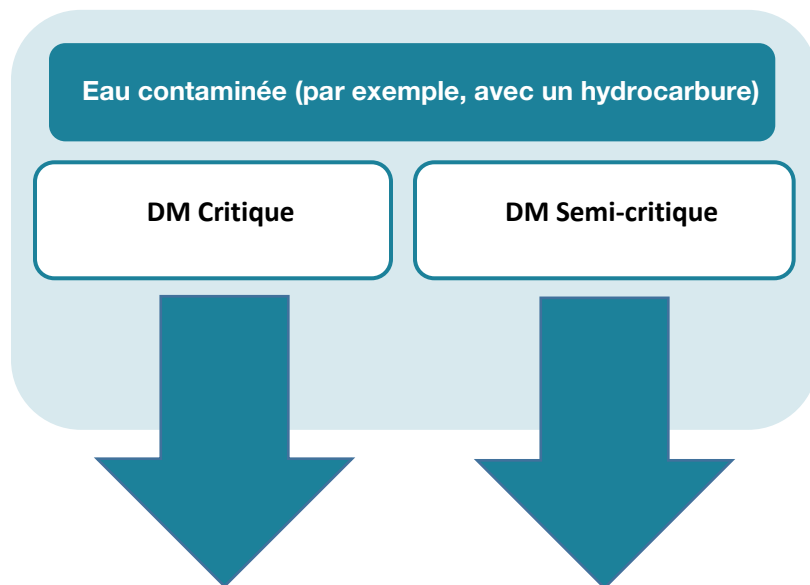 Eau contaminée (par exemple, avec un hydrocarbure)
DM Critique
DM Semi-critique